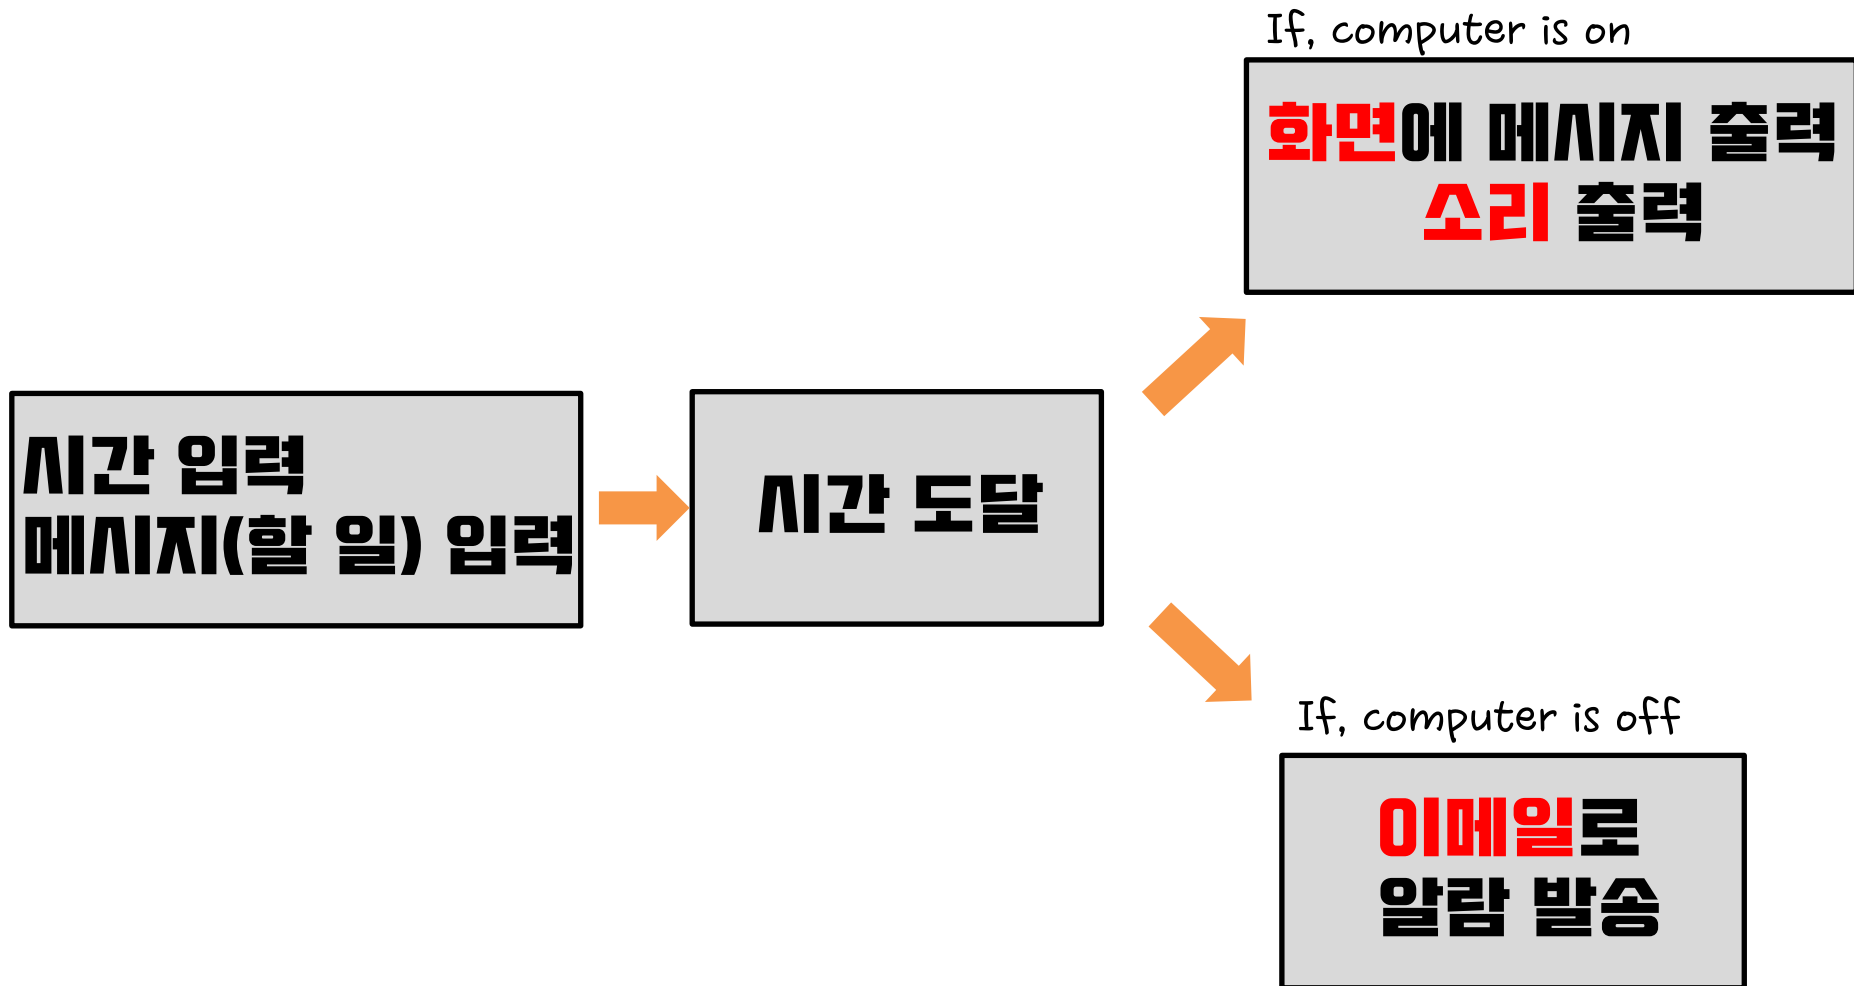 If, computer is on
화면에 메시지 출력
소리 출력
시간 입력
메시지(할 일) 입력
시간 도달
If, computer is off
이메일로
알람 발송